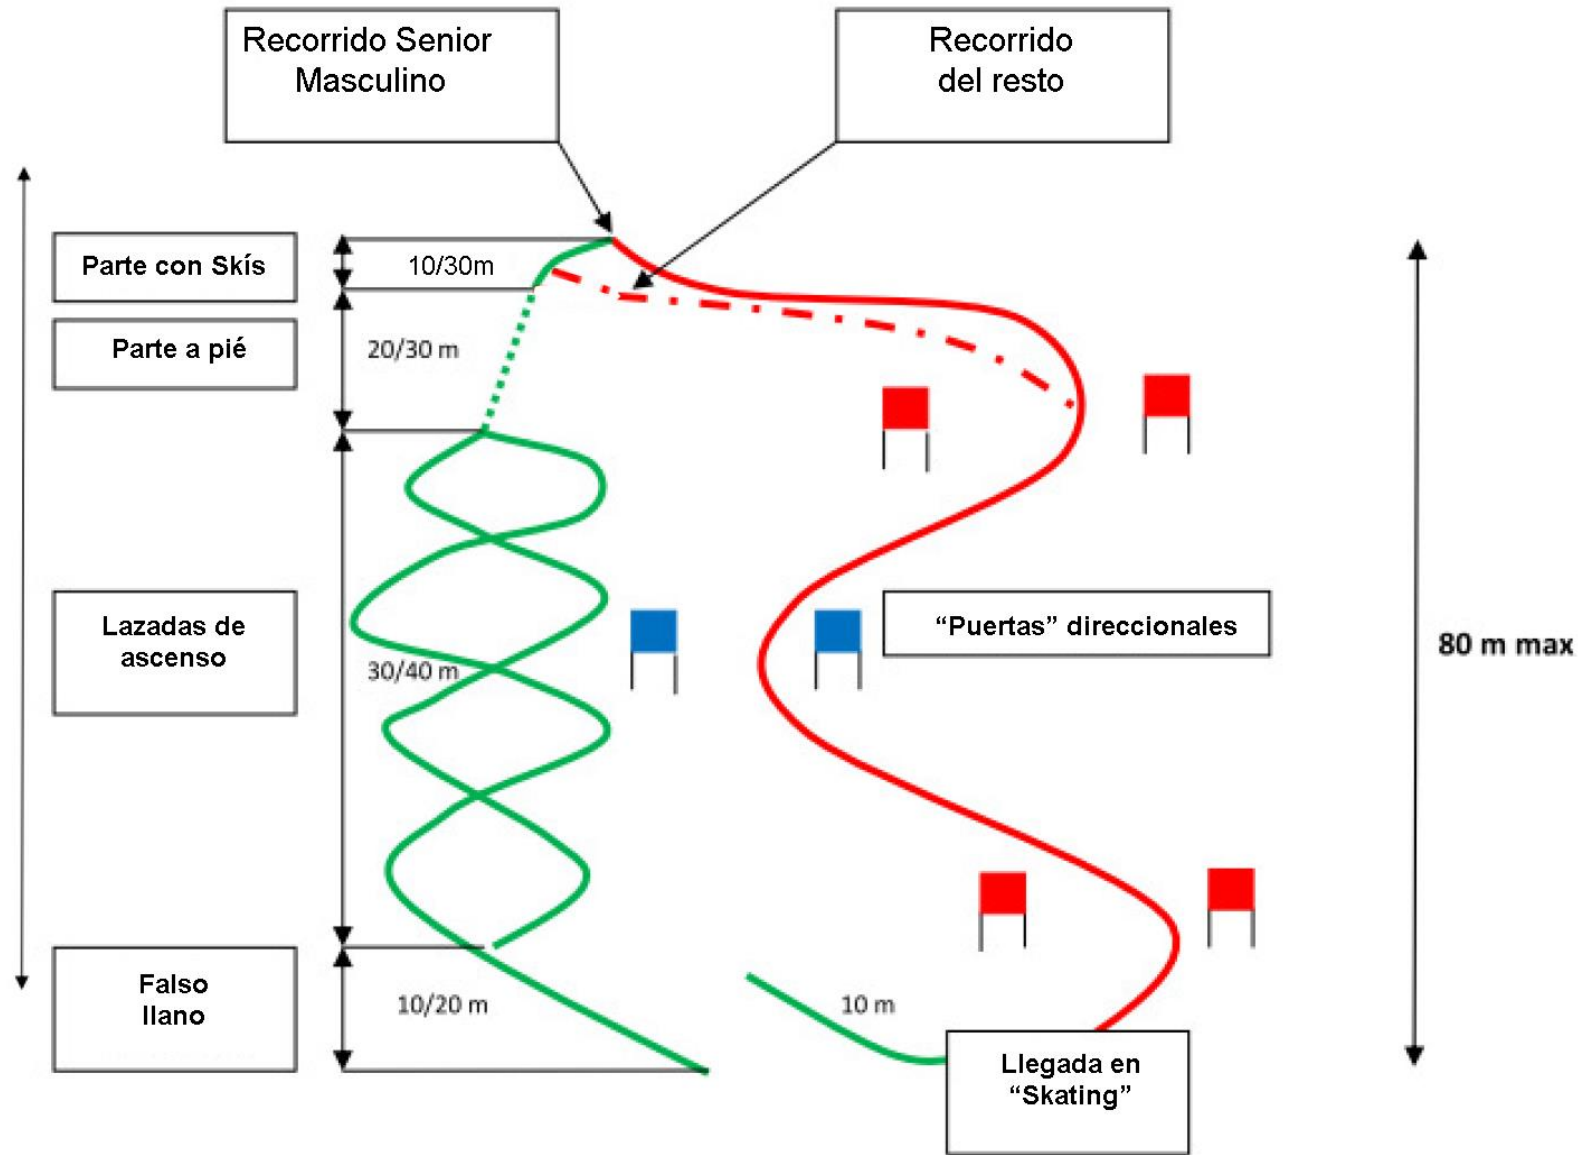 Recorrido Senior
Masculino
Recorrido
del resto
Parte con Skís
10/30m
Parte a pié
20/30 m
Lazadas de
ascenso
30/40 m
“Puertas” direccionales
80 m max
Falso
llano
10/20 m
10 m
Llegada en
“Skating”